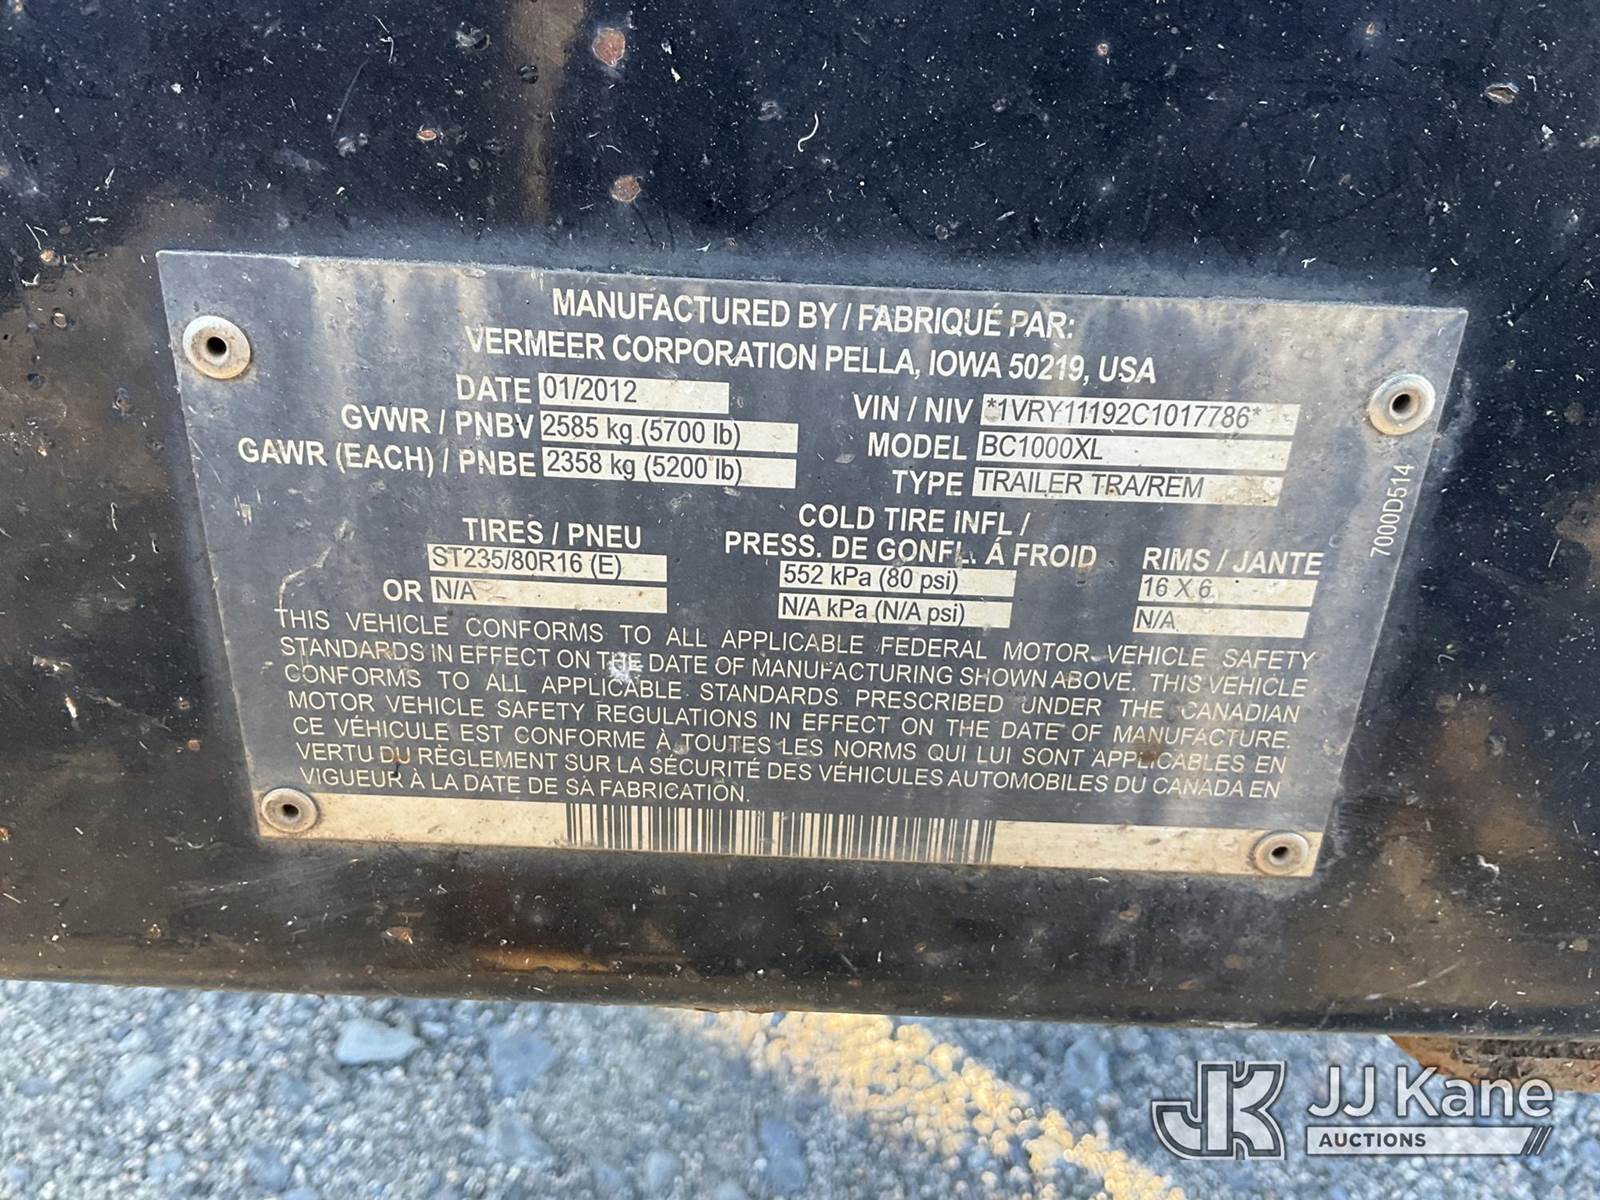 MANUFACTURED BY / FABRIQUÉ PAR:
VERMEER CORPORATION PELLA, IOWA 50219, USA
DATE 01/2012
GVWR / PNBV 2585 kg (5700 lb)
GAWR (EACH) / PNBE 2358 kg (5200 lb)
VIN / NIV *1VRY11192C1017786*
MODEL BC1000XL
TYPE TRAILER TRA/REM
7000D514
TIRES / PNEU
ST235/80R16 (E)
OR N/A
COLD TIRE INFL /
PRESS. DE GONFL. Á FROID
552 kPa (80 psi)
N/A kPa (N/A psi)
RIMS / JANTE
16 X 6
N/A
THIS VEHICLE CONFORMS TO ALL APPLICABLE FEDERAL MOTOR VEHICLE SAFETY
STANDARDS IN EFFECT ON THE DATE OF MANUFACTURING SHOWN ABOVE. THIS VEHICLE
CONFORMS TO ALL APPLICABLE STANDARDS PRESCRIBED UNDER THE CANADIAN
MOTOR VEHICLE SAFETY REGULATIONS IN EFFECT ON THE DATE OF MANUFACTURE.
CE VÉHICULE EST CONFORME À TOUTES LES NORMS QUI LUI SONT APPLICABLES EN
VERTU DU RÈGLEMENT SUR LA SÉCURITÉ DES VÉHICULES AUTOMOBILES DU CANADA EN
VIGUEUR À LA DATE DE SA FABRICATION.
JK JJ Kane
AUCTIONS